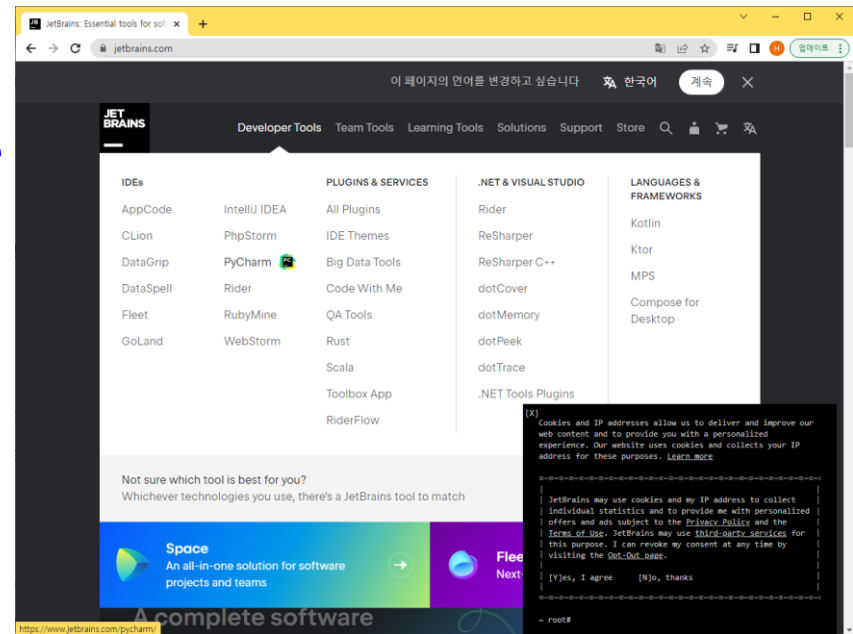 JetBrains: Essential tools for soft
jetbrains.com
업데이트
이 페이지의 언어를 변경하고 싶습니다 한국어 계속
JET
BRAINS
Developer Tools Team Tools Learning Tools Solutions Support Store
IDEs
AppCode
CLion
DataGrip
DataSpell
Fleet
GoLand
IntelliJ IDEA
PhpStorm
PyCharm
Rider
RubyMine
WebStorm
PLUGINS & SERVICES
All Plugins
IDE Themes
Big Data Tools
Code With Me
QA Tools
Rust
Scala
Toolbox App
RiderFlow
.NET & VISUAL STUDIO
Rider
ReSharper
ReSharper C++
dotCover
dotMemory
dotPeek
dotTrace
.NET Tools Plugins
LANGUAGES &
FRAMEWORKS
Kotlin
Ktor
MPS
Compose for
Desktop
Not sure which tool is best for you?
Whichever technologies you use, there's a JetBrains tool to match
Space
An all-in-one solution for software
projects and teams
Flee
Next-
A complete software
[X]
Cookies and IP addresses allow us to deliver and improve our
web content and to provide you with a personalized
experience. Our website uses cookies and collects your IP
address for these purposes. Learn more
JetBrains may use cookies and my IP address to collect
individual statistics and to provide me with personalized
offers and ads subject to the Privacy Policy and the
Terms of Use. JetBrains may use third-party services for
this purpose. I can revoke my consent at any time by
visiting the Opt-Out page.
[Y]es, I agree [N]o, thanks
~ root#
https://www.jetbrains.com/pycharm/